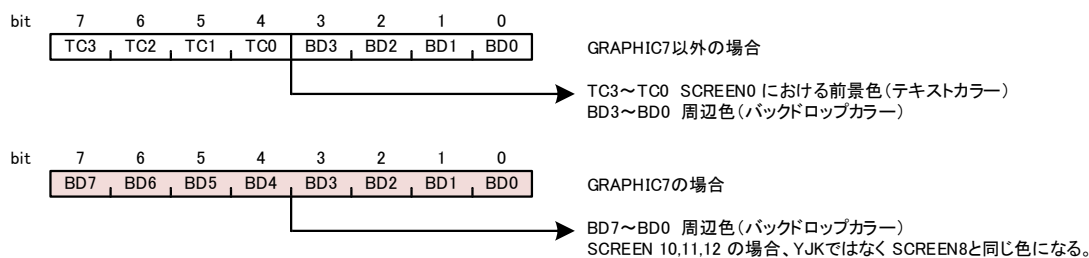 bit 7 6 5 4 3 2 1 0
TC3 TC2 TC1 TC0 BD3 BD2 BD1 BD0 GRAPHIC7以外の場合
TC3～TC0 SCREEN0 における前景色(テキストカラー)
BD3～BD0 周辺色(バックドロップカラー)
bit 7 6 5 4 3 2 1 0
BD7 BD6 BD5 BD4 BD3 BD2 BD1 BD0 GRAPHIC7の場合
BD7～BD0 周辺色(バックドロップカラー)
SCREEN 10,11,12 の場合、YJKではなく SCREEN8と同じ色になる。